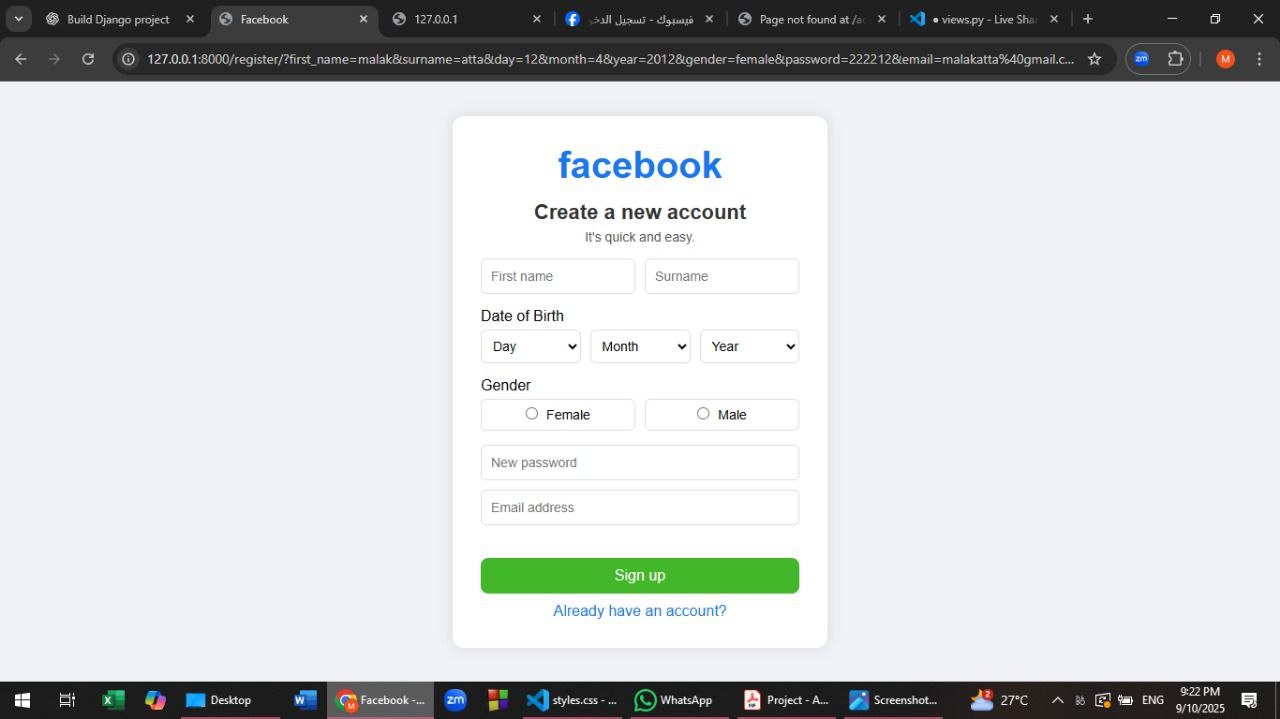 Build Django project
Facebook
127.0.0.1
فيسبوك - تسجيل الدخو
Page not found at /ac
● views.py - Live Shar
127.0.0.1:8000/register/?first_name=malak&surname=atta&day=12&month=4&year=2012&gender=female&password=222212&email=malakatta%40gmail.c...
zm
M
facebook
Create a new account
It's quick and easy.
First name
Surname
Date of Birth
Day
Month
Year
Gender
Female
Male
New password
Email address
Sign up
Already have an account?
Desktop
Facebook -...
zm
styles.css - ...
WhatsApp
Project - A...
Screenshot...
2
27°C
ENG
9:22 PM
9/10/2025